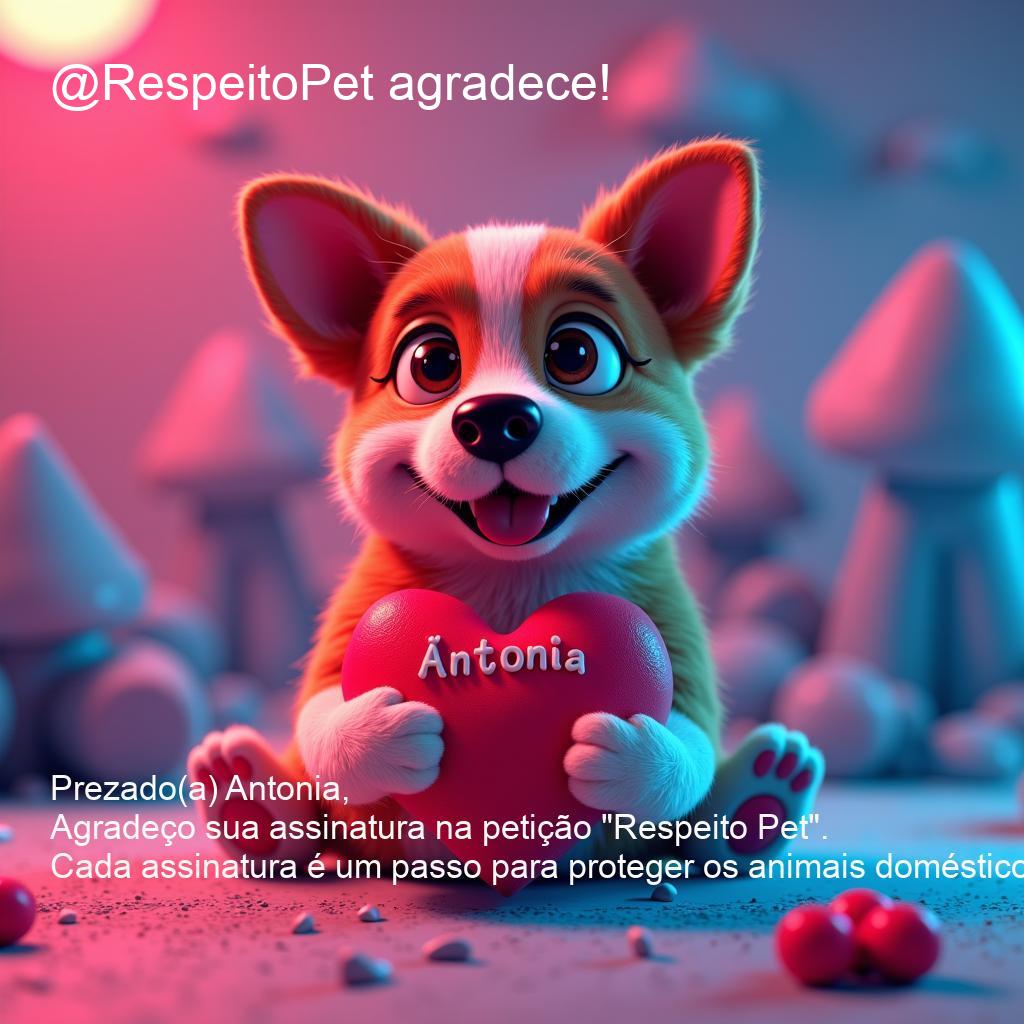 @RespeitoPet agradece!
Äntonia
Prezado(a) Antonia,
Agradeço sua assinatura na petição "Respeito Pet".
Cada assinatura é um passo para proteger os animais doméstico